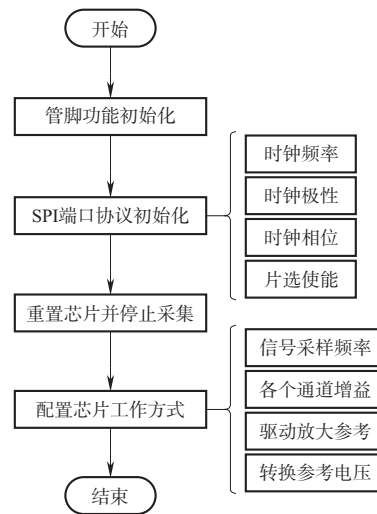 开始
管脚功能初始化
SPI端口协议初始化
时钟频率
时钟极性
时钟相位
片选使能
重置芯片并停止采集
配置芯片工作方式
信号采样频率
各个通道增益
驱动放大参考
转换参考电压
结束